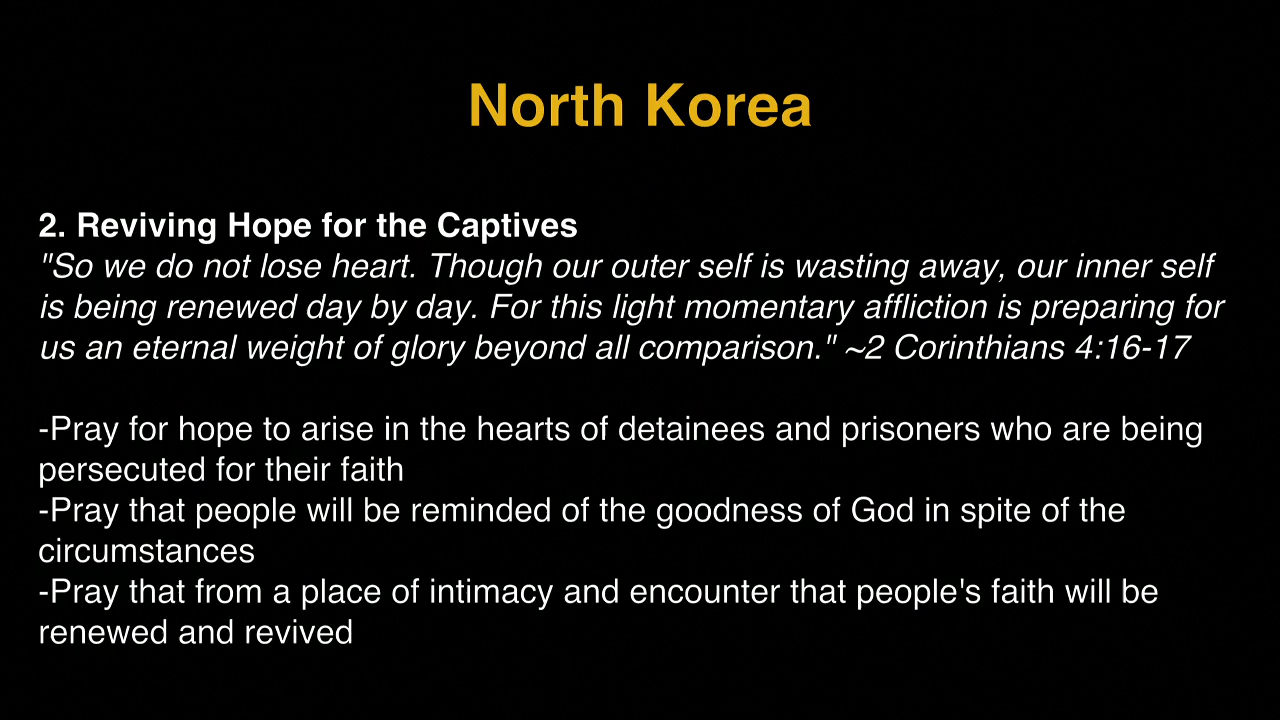 North Korea
2. Reviving Hope for the Captives
"So we do not lose heart. Though our outer self is wasting away, our inner self
is being renewed day by day. For this light momentary affliction is preparing for
us an eternal weight of glory beyond all comparison." ~2 Corinthians 4:16-17
-Pray for hope to arise in the hearts of detainees and prisoners who are being
persecuted for their faith
-Pray that people will be reminded of the goodness of God in spite of the
circumstances
-Pray that from a place of intimacy and encounter that people's faith will be
renewed and revived